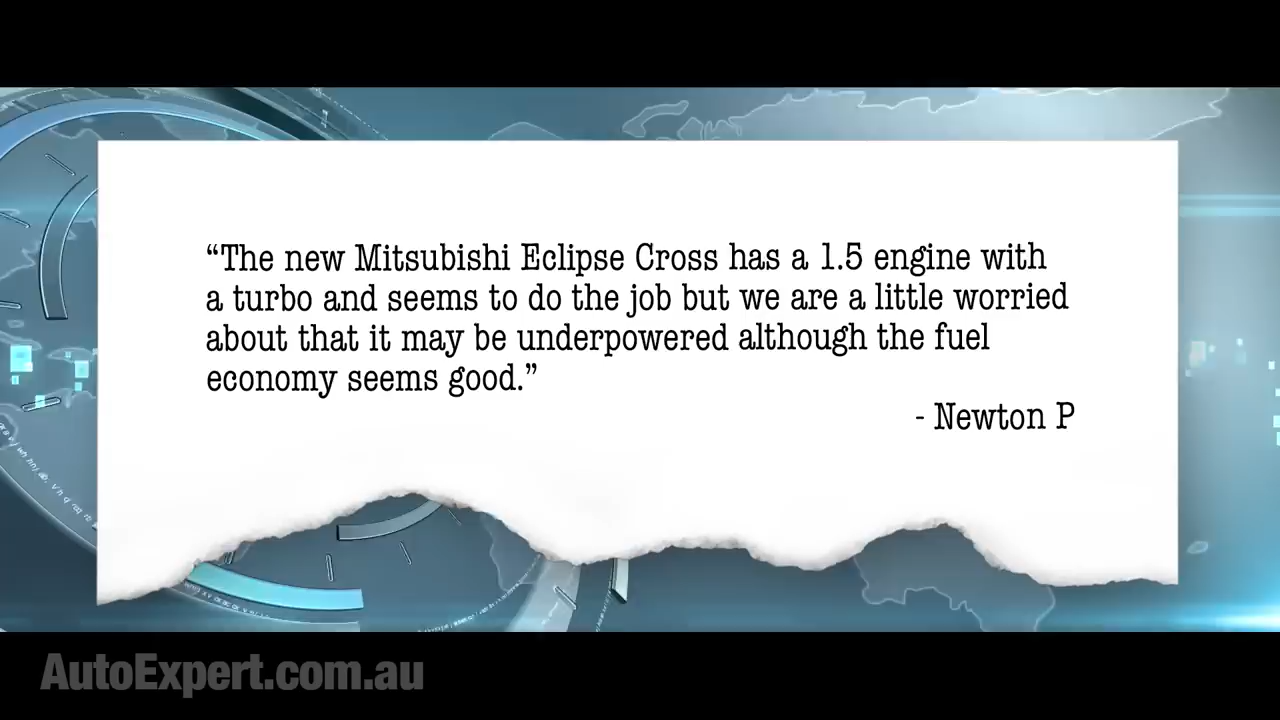 “The new Mitsubishi Eclipse Cross has a 1.5 engine with
a turbo and seems to do the job but we are a little worried
about that it may be underpowered although the fuel
economy seems good.”
- Newton P
AutoExpert.com.au